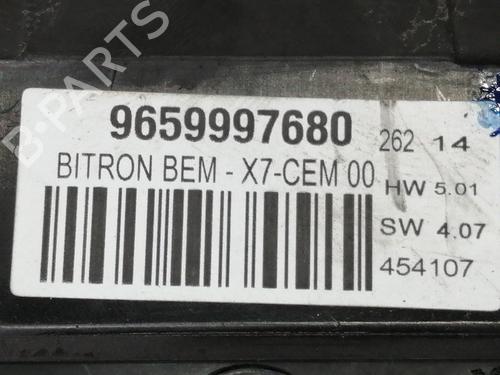 9659997680 262 14
BITRON BEM - X7-CEM 00 HW 5.01
SW 4.07
454107
B-PARTS